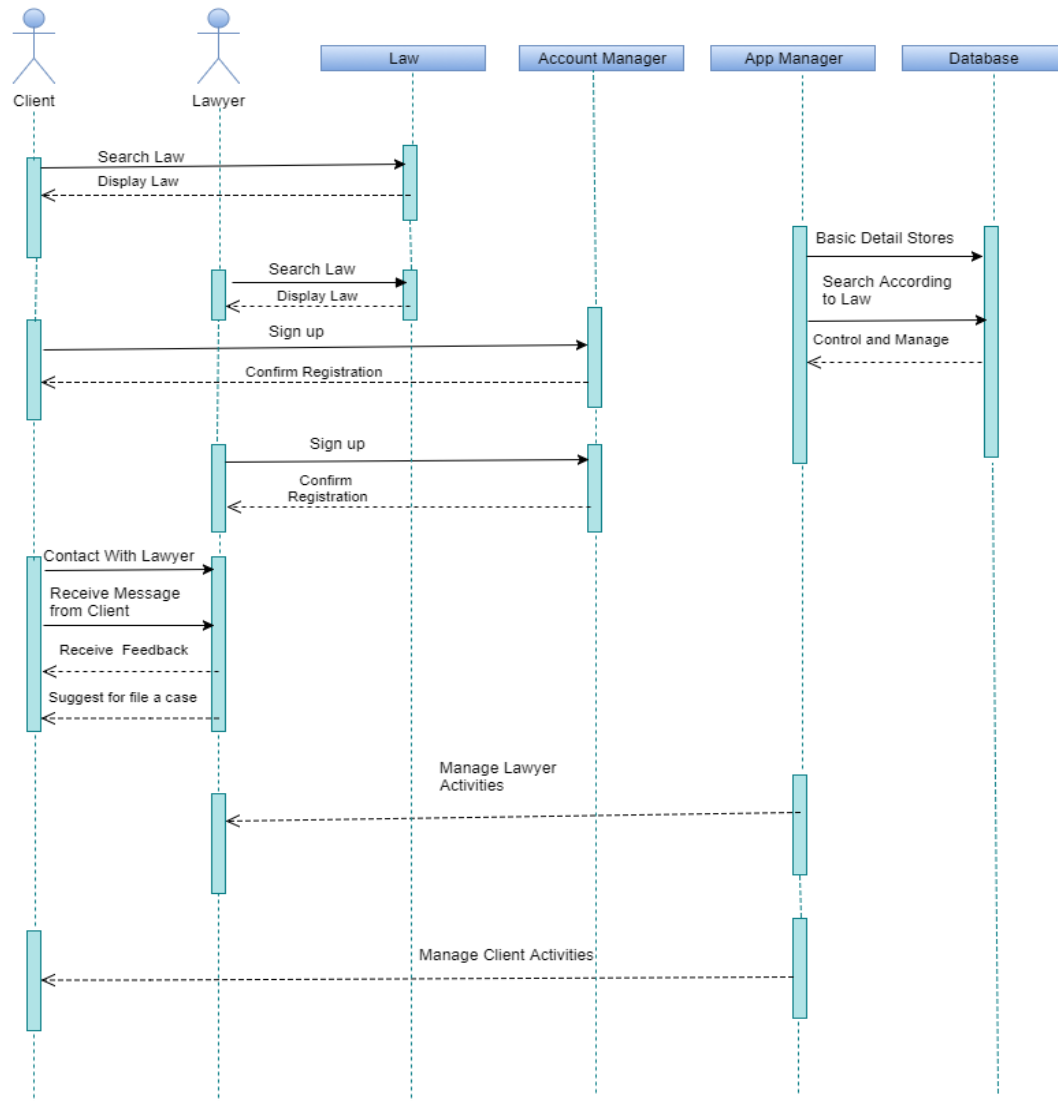 Client
Lawyer
Law
Account Manager
App Manager
Database
Search Law
Display Law
Basic Detail Stores
Search Law
Display Law
Search According
to Law
Sign up
Control and Manage
Confirm Registration
Sign up
Confirm
Registration
Contact With Lawyer
Receive Message
from Client
Receive Feedback
Suggest for file a case
Manage Lawyer
Activities
Manage Client Activities